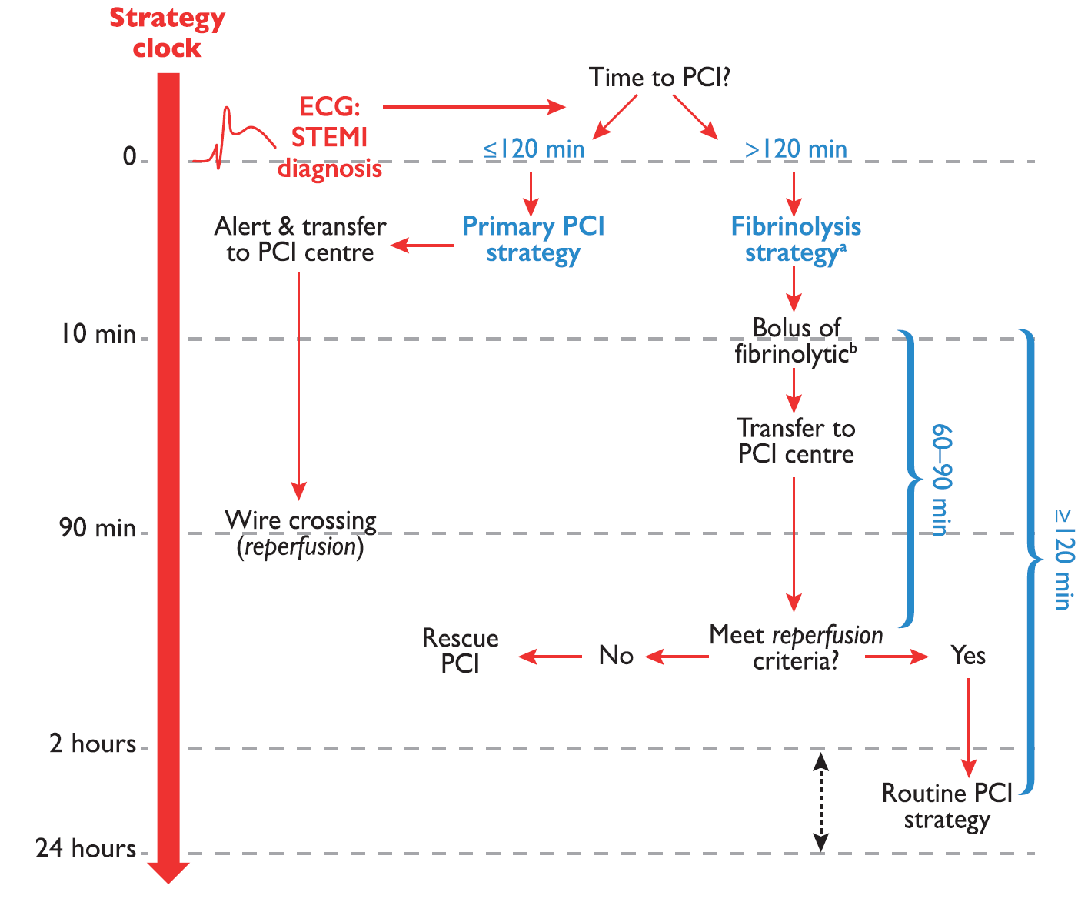 Strategy
clock
Time to PCI?
ECG:
STEMI
diagnosis
0
≤120 min
>120 min
Alert & transfer
to PCI centre
Primary PCI
strategy
Fibrinolysis
strategyᵃ
10 min
Bolus of
fibrinolyticᵇ
Transfer to
PCI centre
60–90 min
≥120 min
90 min
Wire crossing
(reperfusion)
Rescue
PCI
No
Meet reperfusion
criteria?
Yes
2 hours
Routine PCI
strategy
24 hours